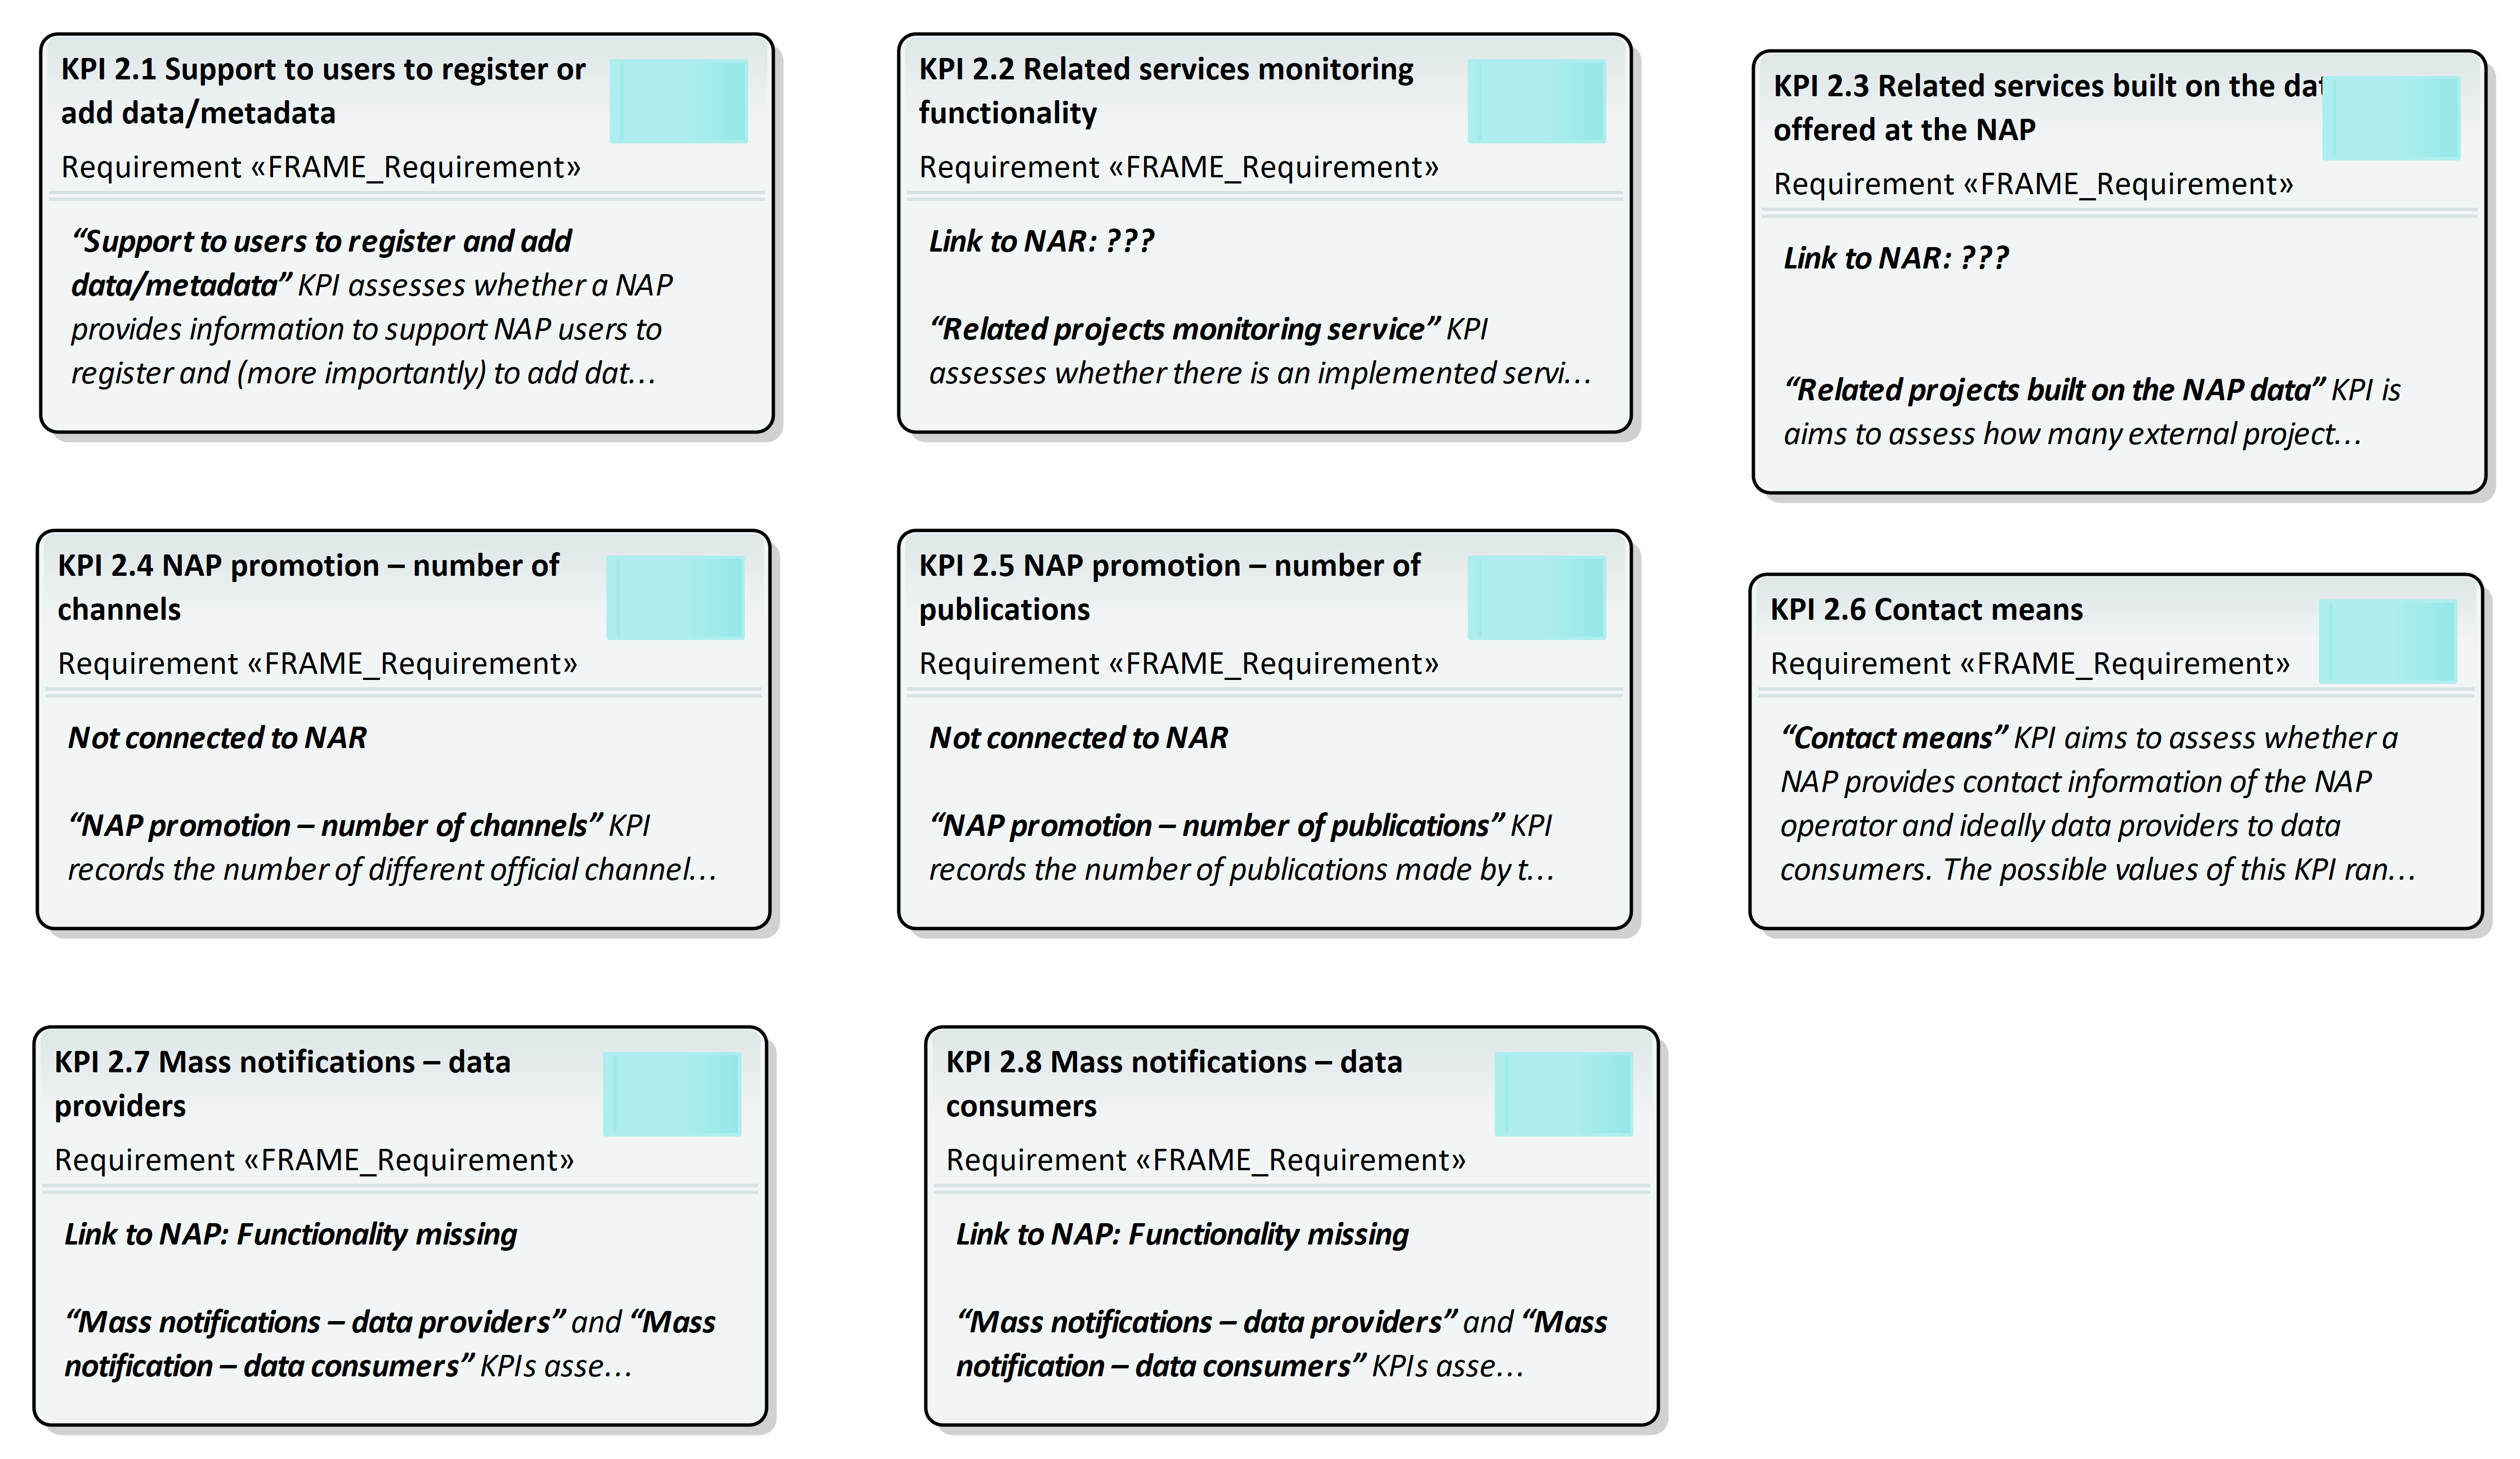 KPI 2.1 Support to users to register or
add data/metadata
Requirement «FRAME_Requirement»
“Support to users to register and add
data/metadata” KPI assesses whether a NAP
provides information to support NAP users to
register and (more importantly) to add dat...
KPI 2.2 Related services monitoring
functionality
Requirement «FRAME_Requirement»
Link to NAR: ???
“Related projects monitoring service” KPI
assesses whether there is an implemented servi...
KPI 2.3 Related services built on the dat
offered at the NAP
Requirement «FRAME_Requirement»
Link to NAR: ???
“Related projects built on the NAP data” KPI is
aims to assess how many external project...
KPI 2.4 NAP promotion – number of
channels
Requirement «FRAME_Requirement»
Not connected to NAR
“NAP promotion – number of channels” KPI
records the number of different official channel...
KPI 2.5 NAP promotion – number of
publications
Requirement «FRAME_Requirement»
Not connected to NAR
“NAP promotion – number of publications” KPI
records the number of publications made by t...
KPI 2.6 Contact means
Requirement «FRAME_Requirement»
“Contact means” KPI aims to assess whether a
NAP provides contact information of the NAP
operator and ideally data providers to data
consumers. The possible values of this KPI ran...
KPI 2.7 Mass notifications – data
providers
Requirement «FRAME_Requirement»
Link to NAP: Functionality missing
“Mass notifications – data providers” and “Mass
notification – data consumers” KPIs asse...
KPI 2.8 Mass notifications – data
consumers
Requirement «FRAME_Requirement»
Link to NAP: Functionality missing
“Mass notifications – data providers” and “Mass
notification – data consumers” KPIs asse...